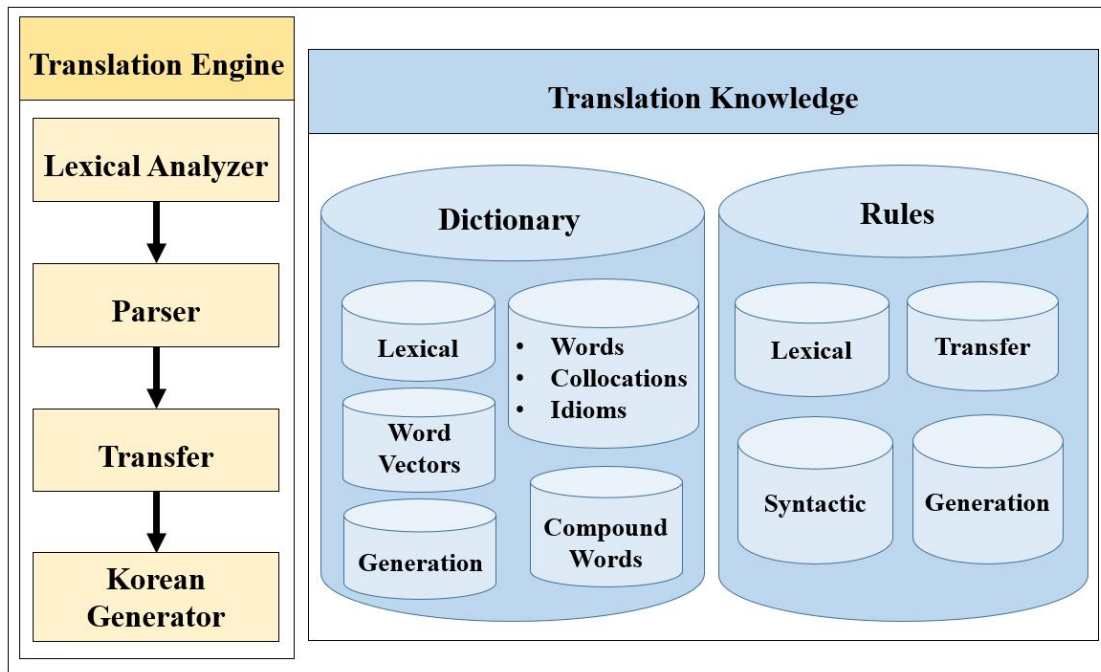 Translation Engine
Lexical Analyzer
Parser
Transfer
Korean
Generator
Translation Knowledge
Dictionary
Lexical
• Words
• Collocations
• Idioms
Word
Vectors
Generation
Compound
Words
Rules
Lexical
Transfer
Syntactic
Generation